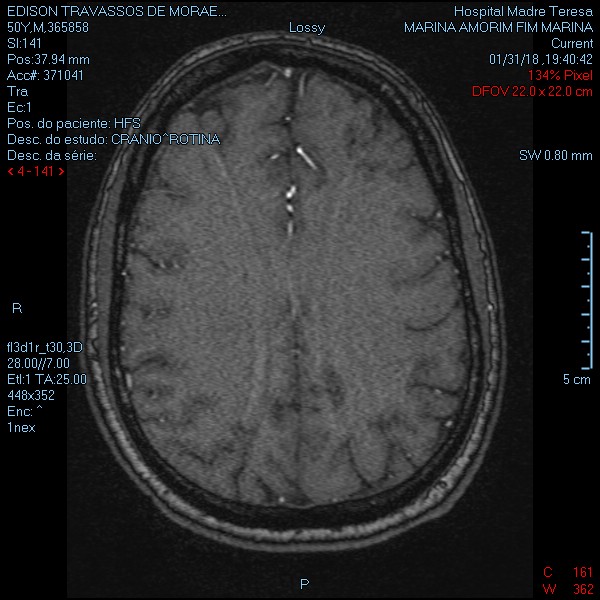 EDISON TRAVASSOS DE MORAE...
50Y,M,365858
SI:141
Pos:37.94 mm
Acc#: 371041
Tra
Ec:1
Pos. do paciente: HFS
Desc. do estudo: CRANIO^ROTINA
Desc. da série:
< 4 - 141 >
Lossy
Hospital Madre Teresa
MARINA AMORIM FIM MARINA
Current
01/31/18 ,19:40:42
134% Pixel
DFOV 22.0 x 22.0 cm
SW 0.80 mm
R
fl3d1r_t30,3D
28.00//7.00
Etl:1 TA:25.00
448x352
Enc: ^
1nex
5 cm
P
C 161
W 362